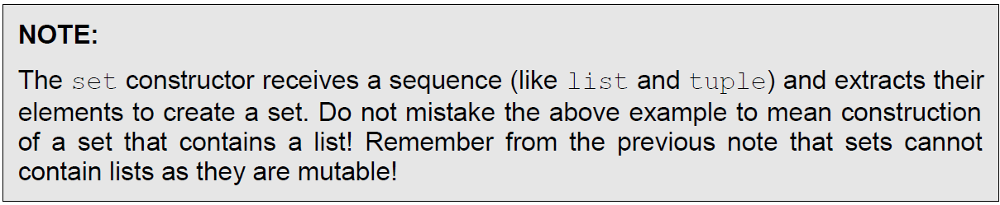 NOTE:
The set constructor receives a sequence (like list and tuple) and extracts their
elements to create a set. Do not mistake the above example to mean construction
of a set that contains a list! Remember from the previous note that sets cannot
contain lists as they are mutable!